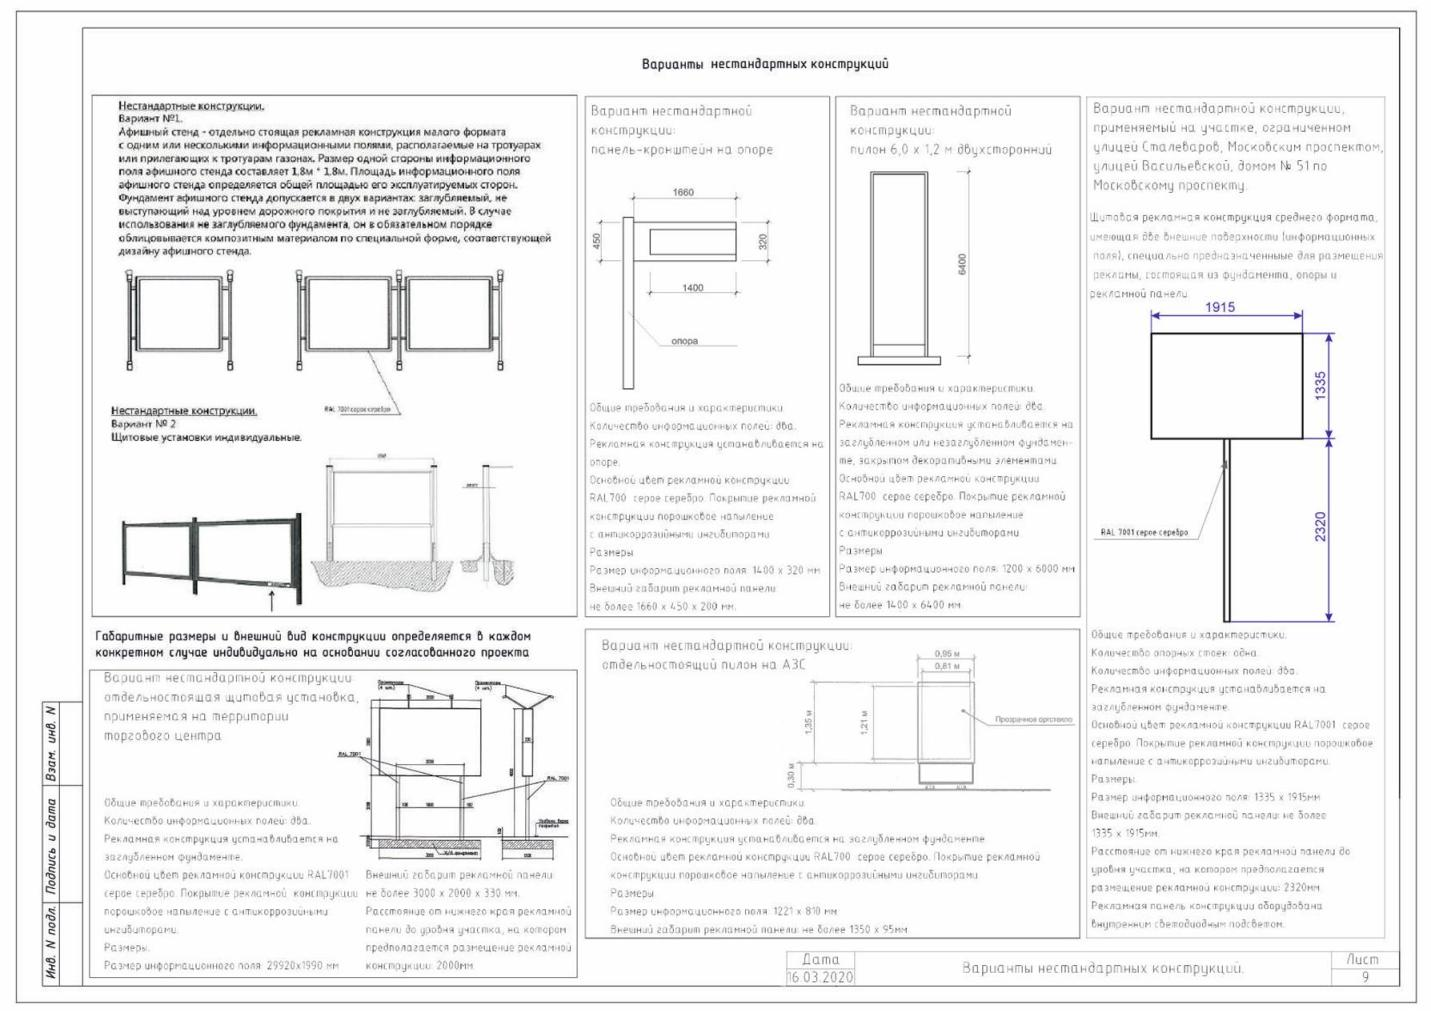 Варианты нестандартных конструкций
Нестандартные конструкции.
Вариант №1.
Афишный стенд - отдельно стоящая рекламная конструкция малого формата
с одним или несколькими информационными полями, располагаемые на тротуарах
или прилегающих к тротуарам газонах. Размер одной стороны информационного
поля афишного стенда составляет 1,8м * 1,8м. Площадь информационного поля
афишного стенда определяется общей площадью его эксплуатируемых сторон.
Фундамент афишного стенда допускается в двух вариантах: заглубляемый, не
выступающий над уровнем дорожного покрытия и не заглубляемый. В случае
использования не заглубляемого фундамента, он в обязательном порядке
облицовывается композитным материалом по специальной форме, соответствующей
дизайну афишного стенда.
RAL 7001 серое серебро
Нестандартные конструкции.
Вариант № 2
Щитовые установки индивидуальные.
Габаритные размеры и внешний вид конструкции определяется в каждом
конкретном случае индивидуально на основании согласованного проекта
Вариант нестандартной
конструкции:
панель-кронштейн на опоре
1660
450
320
1400
опора
Общие требования и характеристики
Количество информационных полей: два.
Рекламная конструкция устанавливается на
опоре.
Основной цвет рекламной конструкции
RAL700 серое серебро. Покрытие рекламной
конструкции порошковое напыление
с антикоррозийными ингибиторами
Размеры
Размер информационного поля: 1400 х 320 мм
Внешний габарит рекламной панели:
не более 1660 х 450 х 200 мм.
Вариант нестандартной
конструкции:
пилон 6,0 х 1,2 м двухсторонний
6400
Общие требования и характеристики.
Количество информационных полей: два.
Рекламная конструкция устанавливается на
заглубленном или незаглубленном фундамен-
те, закрытом декоративными элементами
Основной цвет рекламной конструкции
RAL700 серое серебро. Покрытие рекламной
конструкции порошковое напыление
с антикоррозийными ингибиторами.
Размеры
Размер информационного поля: 1200 х 6000 мм
Внешний габарит рекламной панели:
не более 1400 х 6400 мм.
Вариант нестандартной конструкции,
применяемый на участке, ограниченном
улицей Сталеваров, Московским проспектом,
улицей Васильевской, домом № 51 по
Московскому проспекту.
Щитовая рекламная конструкция среднего формата,
имеющая две внешние поверхности (информационных
поля), специально предназначенные для размещения
рекламы, состоящая из фундамента, опоры и
рекламной панели
1915
1335
2320
RAL 7001 серое серебро
Общие требования и характеристики.
Количество опорных стоек: одна.
Количество информационных полей: два.
Рекламная конструкция устанавливается на
заглубленном фундаменте.
Основной цвет рекламной конструкции RAL7001 серое
серебро. Покрытие рекламной конструкции порошковое
напыление с антикоррозийными ингибиторами.
Размеры.
Размер информационного поля: 1335 х 1915мм
Внешний габарит рекламной панели не более
1335 х 1915мм.
Расстояние от нижнего края рекламной панели до
уровня участка, на котором предполагается
размещение рекламной конструкции: 2320мм.
Рекламная панель конструкции оборудована
внутренним светодиодным подсветом.
Вариант нестандартной конструкции
отдельностоящая щитовая установка,
применяемая на территории
торгового центра
RAL 7001
RAL 7001
Общие требования и характеристики
Количество информационных полей: два.
Рекламная конструкция устанавливается на
заглубленном фундаменте.
Основной цвет рекламной конструкции RAL7001
серое серебро. Покрытие рекламной конструкции
порошковое напыление с антикоррозийными
ингибиторами.
Размеры.
Размер информационного поля: 29920х1990 мм
Внешний габарит рекламной панели:
не более 3000 х 2000 х 330 мм.
Расстояние от нижнего края рекламной
панели до уровня участка, на котором
предполагается размещение рекламной
конструкции: 2000мм.
Вариант нестандартной конструкции:
отдельностоящий пилон на АЗС
0,95 м
0,81 м
1,35 м
1,21 м
0,30 м
Прозрачное оргстекло
Общие требования и характеристики
Количество информационных полей: два.
Рекламная конструкция устанавливается на заглубленном фундаменте
Основной цвет рекламной конструкции RAL700 серое серебро. Покрытие рекламной
конструкции порошковое напыление с антикоррозийными ингибиторами
Размеры
Размер информационного поля: 1221 х 810 мм
Внешний габарит рекламной панели: не более 1350 х 95мм
Взам. инв. N
Подпись и дата
Инв. N подл.
Дата
16.03.2020
Варианты нестандартных конструкций.
Лист
9